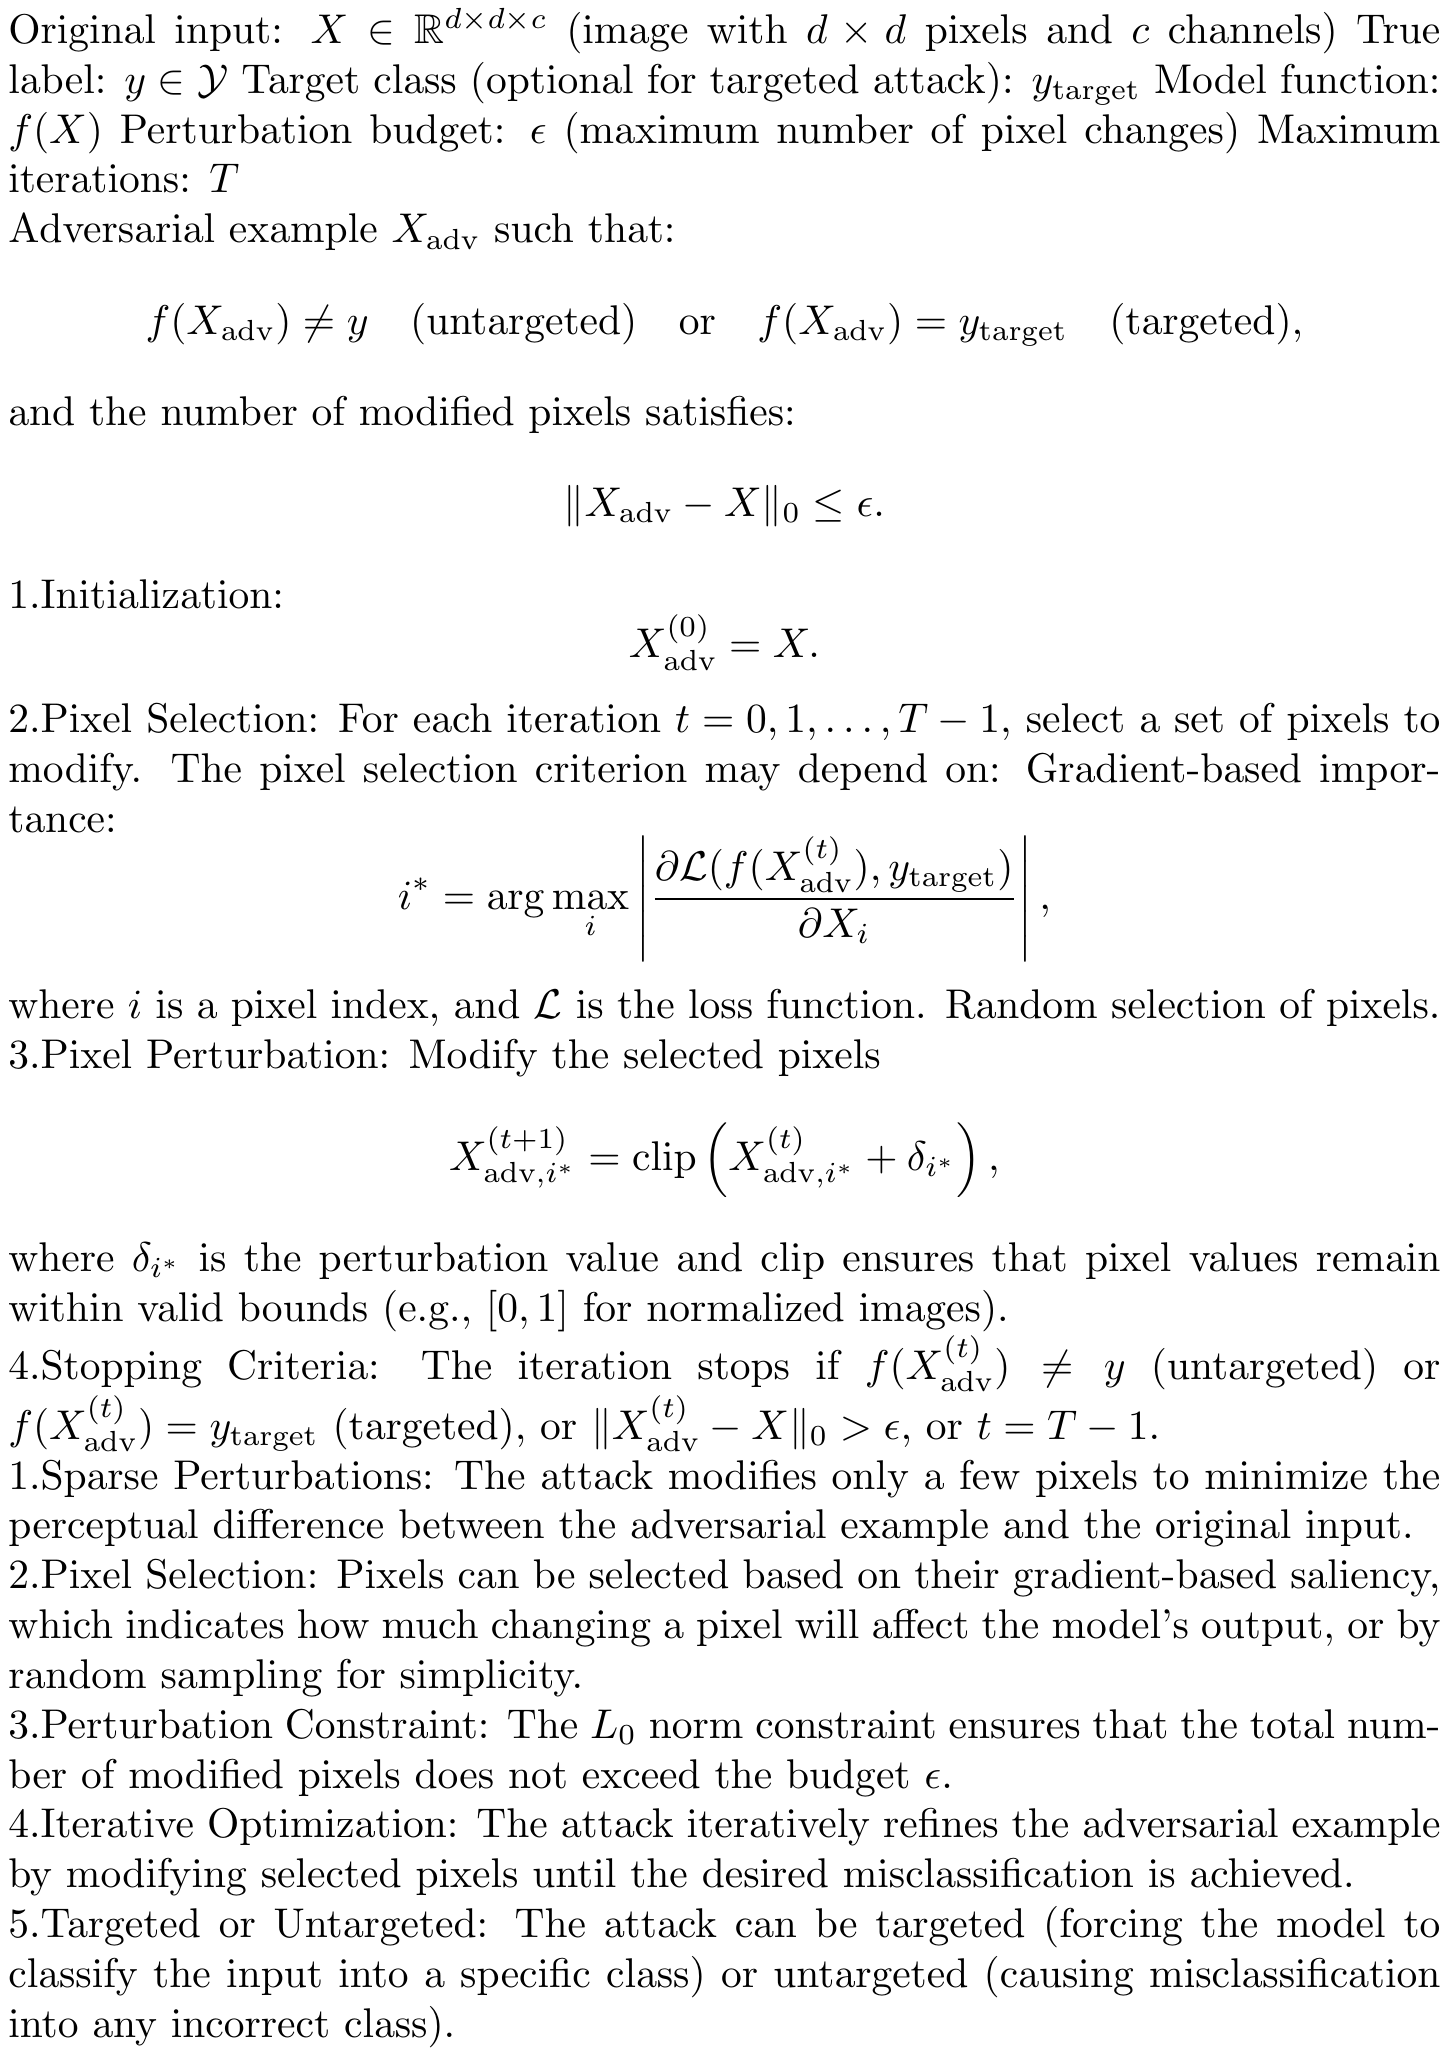 Original input: $X \in \mathbb{R}^{d \times d \times c}$ (image with $d \times d$ pixels and $c$ channels) True
label: $y \in \mathcal{Y}$ Target class (optional for targeted attack): $y_{\text{target}}$ Model function:
$f(X)$ Perturbation budget: $\epsilon$ (maximum number of pixel changes) Maximum
iterations: $T$
Adversarial example $X_{\text{adv}}$ such that:
$f(X_{\text{adv}}) \neq y$ (untargeted) or $f(X_{\text{adv}}) = y_{\text{target}}$ (targeted),
and the number of modified pixels satisfies:
$\|X_{\text{adv}} - X\|_0 \leq \epsilon.$
1.Initialization:
$X_{\text{adv}}^{(0)} = X.$
2.Pixel Selection: For each iteration $t = 0, 1, \ldots, T - 1$, select a set of pixels to
modify. The pixel selection criterion may depend on: Gradient-based impor-
tance:
$i^* = \arg\max_i \left| \frac{\partial \mathcal{L}(f(X_{\text{adv}}^{(t)}), y_{\text{target}})}{\partial X_i} \right|,$
where $i$ is a pixel index, and $\mathcal{L}$ is the loss function. Random selection of pixels.
3.Pixel Perturbation: Modify the selected pixels
$X_{\text{adv},i^*}^{(t+1)} = \text{clip}\left(X_{\text{adv},i^*}^{(t)} + \delta_{i^*}\right),$
where $\delta_{i^*}$ is the perturbation value and clip ensures that pixel values remain
within valid bounds (e.g., $[0, 1]$ for normalized images).
4.Stopping Criteria: The iteration stops if $f(X_{\text{adv}}^{(t)}) \neq y$ (untargeted) or
$f(X_{\text{adv}}^{(t)}) = y_{\text{target}}$ (targeted), or $\|X_{\text{adv}}^{(t)} - X\|_0 > \epsilon$, or $t = T - 1$.
1.Sparse Perturbations: The attack modifies only a few pixels to minimize the
perceptual difference between the adversarial example and the original input.
2.Pixel Selection: Pixels can be selected based on their gradient-based saliency,
which indicates how much changing a pixel will affect the model's output, or by
random sampling for simplicity.
3.Perturbation Constraint: The $L_0$ norm constraint ensures that the total num-
ber of modified pixels does not exceed the budget $\epsilon$.
4.Iterative Optimization: The attack iteratively refines the adversarial example
by modifying selected pixels until the desired misclassification is achieved.
5.Targeted or Untargeted: The attack can be targeted (forcing the model to
classify the input into a specific class) or untargeted (causing misclassification
into any incorrect class).